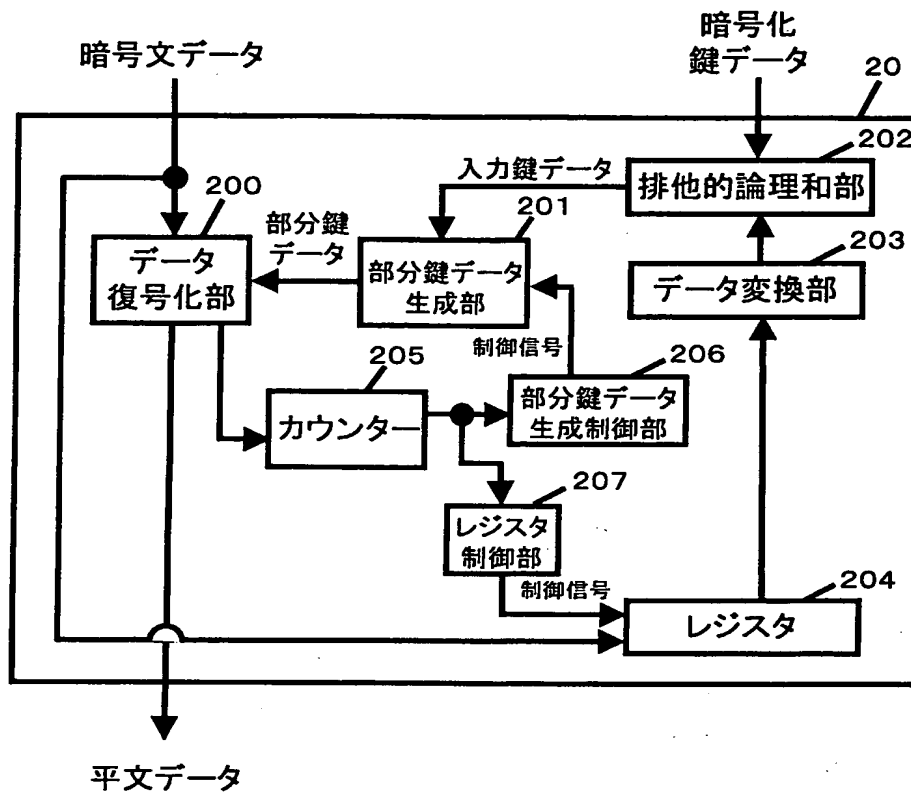 暗号文データ
暗号化
鍵データ
20
202
排他的論理和部
入力鍵データ
200
データ
復号化部
部分鍵
データ
201
部分鍵データ
生成部
203
データ変換部
制御信号
205
カウンター
206
部分鍵データ
生成制御部
207
レジスタ
制御部
制御信号
204
レジスタ
平文データ